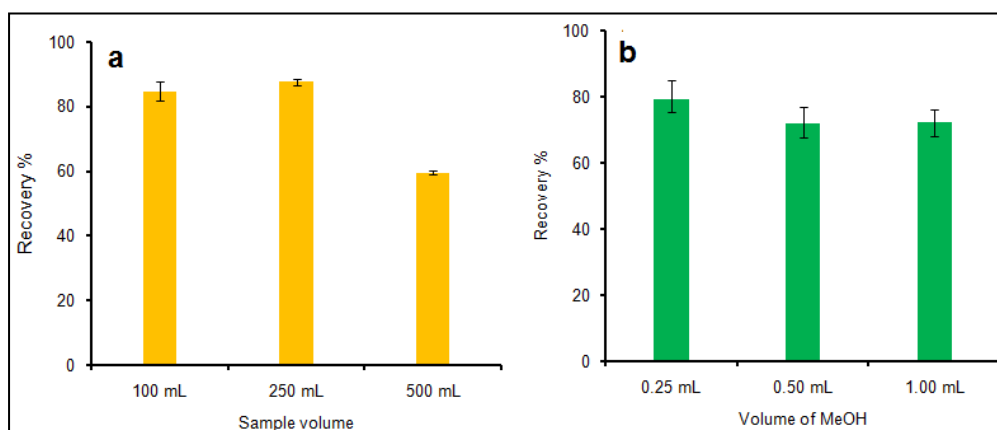 a
Recovery %
100
80
60
40
20
0
100 mL
250 mL
500 mL
Sample volume
b
Recovery %
100
80
60
40
20
0
0.25 mL
0.50 mL
1.00 mL
Volume of MeOH